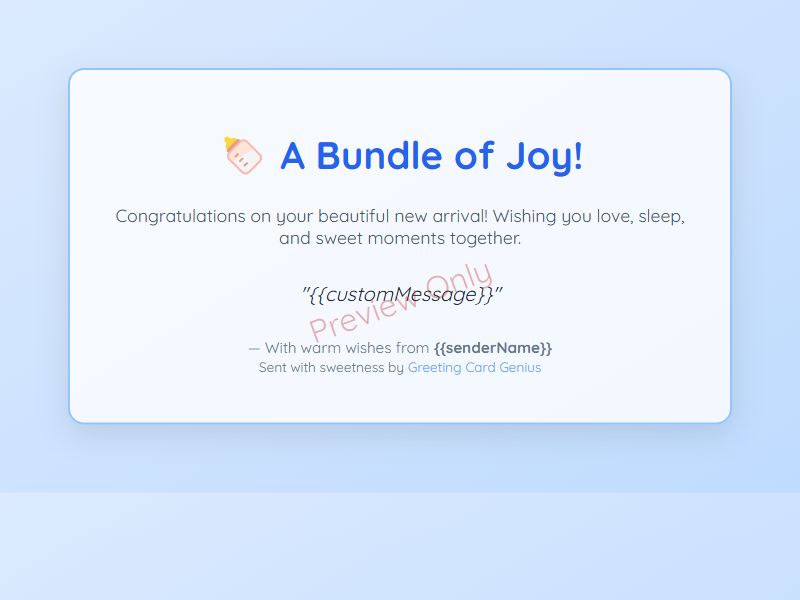 A Bundle of Joy!
Congratulations on your beautiful new arrival! Wishing you love, sleep,
and sweet moments together.
"{{customMessage}}"
Preview Only
— With warm wishes from {{senderName}}
Sent with sweetness by Greeting Card Genius